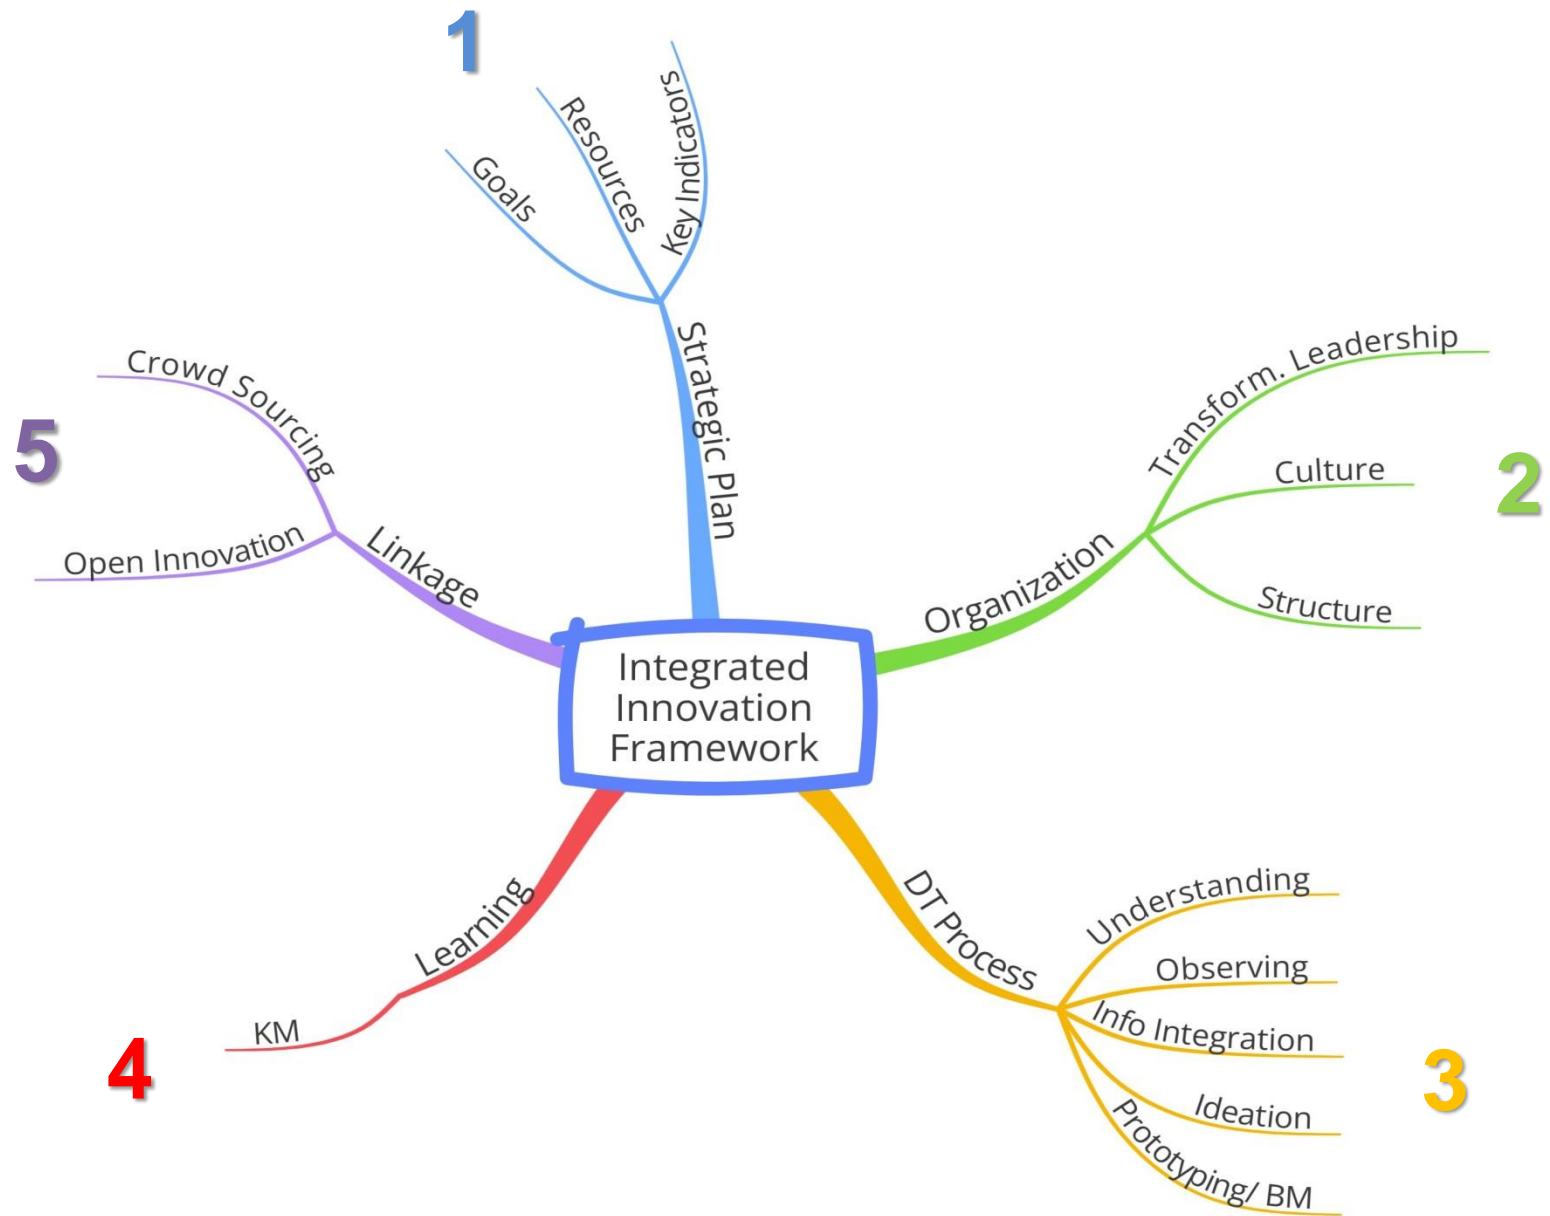 1
Key Indicators
Resources
Goals
Strategic Plan
Transform. Leadership
Culture
Structure
Organization
2
Crowd Sourcing
Open Innovation
Linkage
5
Integrated
Innovation
Framework
DT Process
Understanding
Observing
Info Integration
Ideation
Prototyping/ BM
3
Learning
KM
4